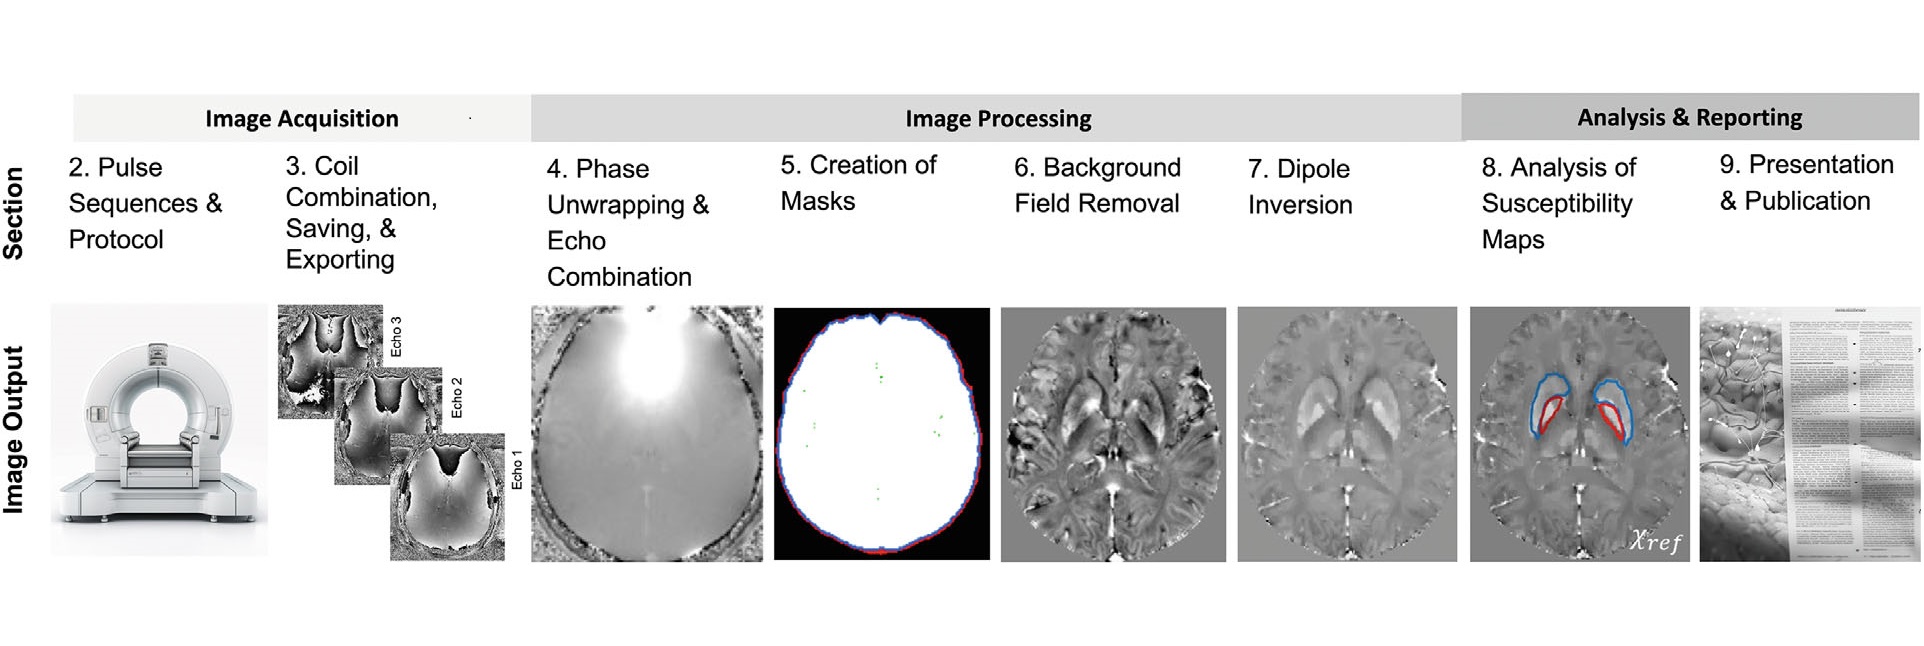 Image Acquisition
Image Processing
Analysis & Reporting
Section
2. Pulse
Sequences &
Protocol
3. Coil
Combination,
Saving, &
Exporting
4. Phase
Unwrapping &
Echo
Combination
5. Creation of
Masks
6. Background
Field Removal
7. Dipole
Inversion
8. Analysis of
Susceptibility
Maps
9. Presentation
& Publication
Image Output
Echo 3
Echo 2
Echo 1
χref